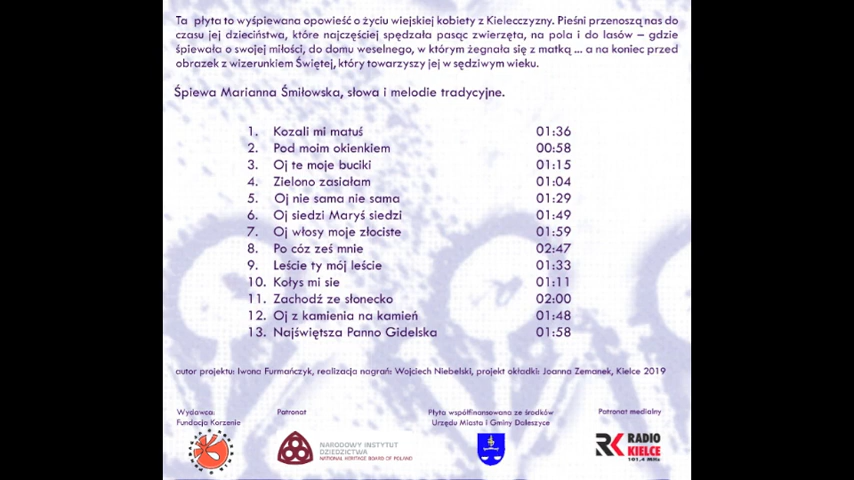 Ta płyta to wyśpiewana opowieść o życiu wiejskiej kobiety z Kielecczyzny. Pieśni przenoszą nas do
czasu jej dzieciństwa, które najczęściej spędzała pasąc zwierzęta, na pola i do lasów – gdzie
śpiewała o swojej miłości, do domu weselnego, w którym żegnała się z matką ... a na koniec przed
obrazek z wizerunkiem Świętej, który towarzyszy jej w sędziwym wieku.
Śpiewa Marianna Śmiłowska, słowa i melodie tradycyjne.
1. Kozali mi matuś 01:36
2. Pod moim okienkiem 00:58
3. Oj te moje buciki 01:15
4. Zielono zasiałam 01:04
5. Oj nie sama nie sama 01:29
6. Oj siedzi Maryś siedzi 01:49
7. Oj włosy moje złociste 01:59
8. Po cóz ześ mnie 02:47
9. Leście ty mój leście 01:33
10. Kołys mi sie 01:11
11. Zachodź ze słonecko 02:00
12. Oj z kamienia na kamień 01:48
13. Najświętsza Panno Gidelska 01:58
autor projektu: Iwona Furmańczyk, realizacja nagrań: Wojciech Niebelski, projekt okładki: Joanna Zemanek, Kielce 2019
Wydawca:
Fundacja Korzenie
Patronat
NARODOWY INSTYTUT
DZIEDZICTWA
NATIONAL HERITAGE BOARD OF POLAND
Płyta współfinansowana ze środków
Urzędu Miasta i Gminy Daleszyce
Patronat medialny
RK RADIO
KIELCE
101,4 MHz